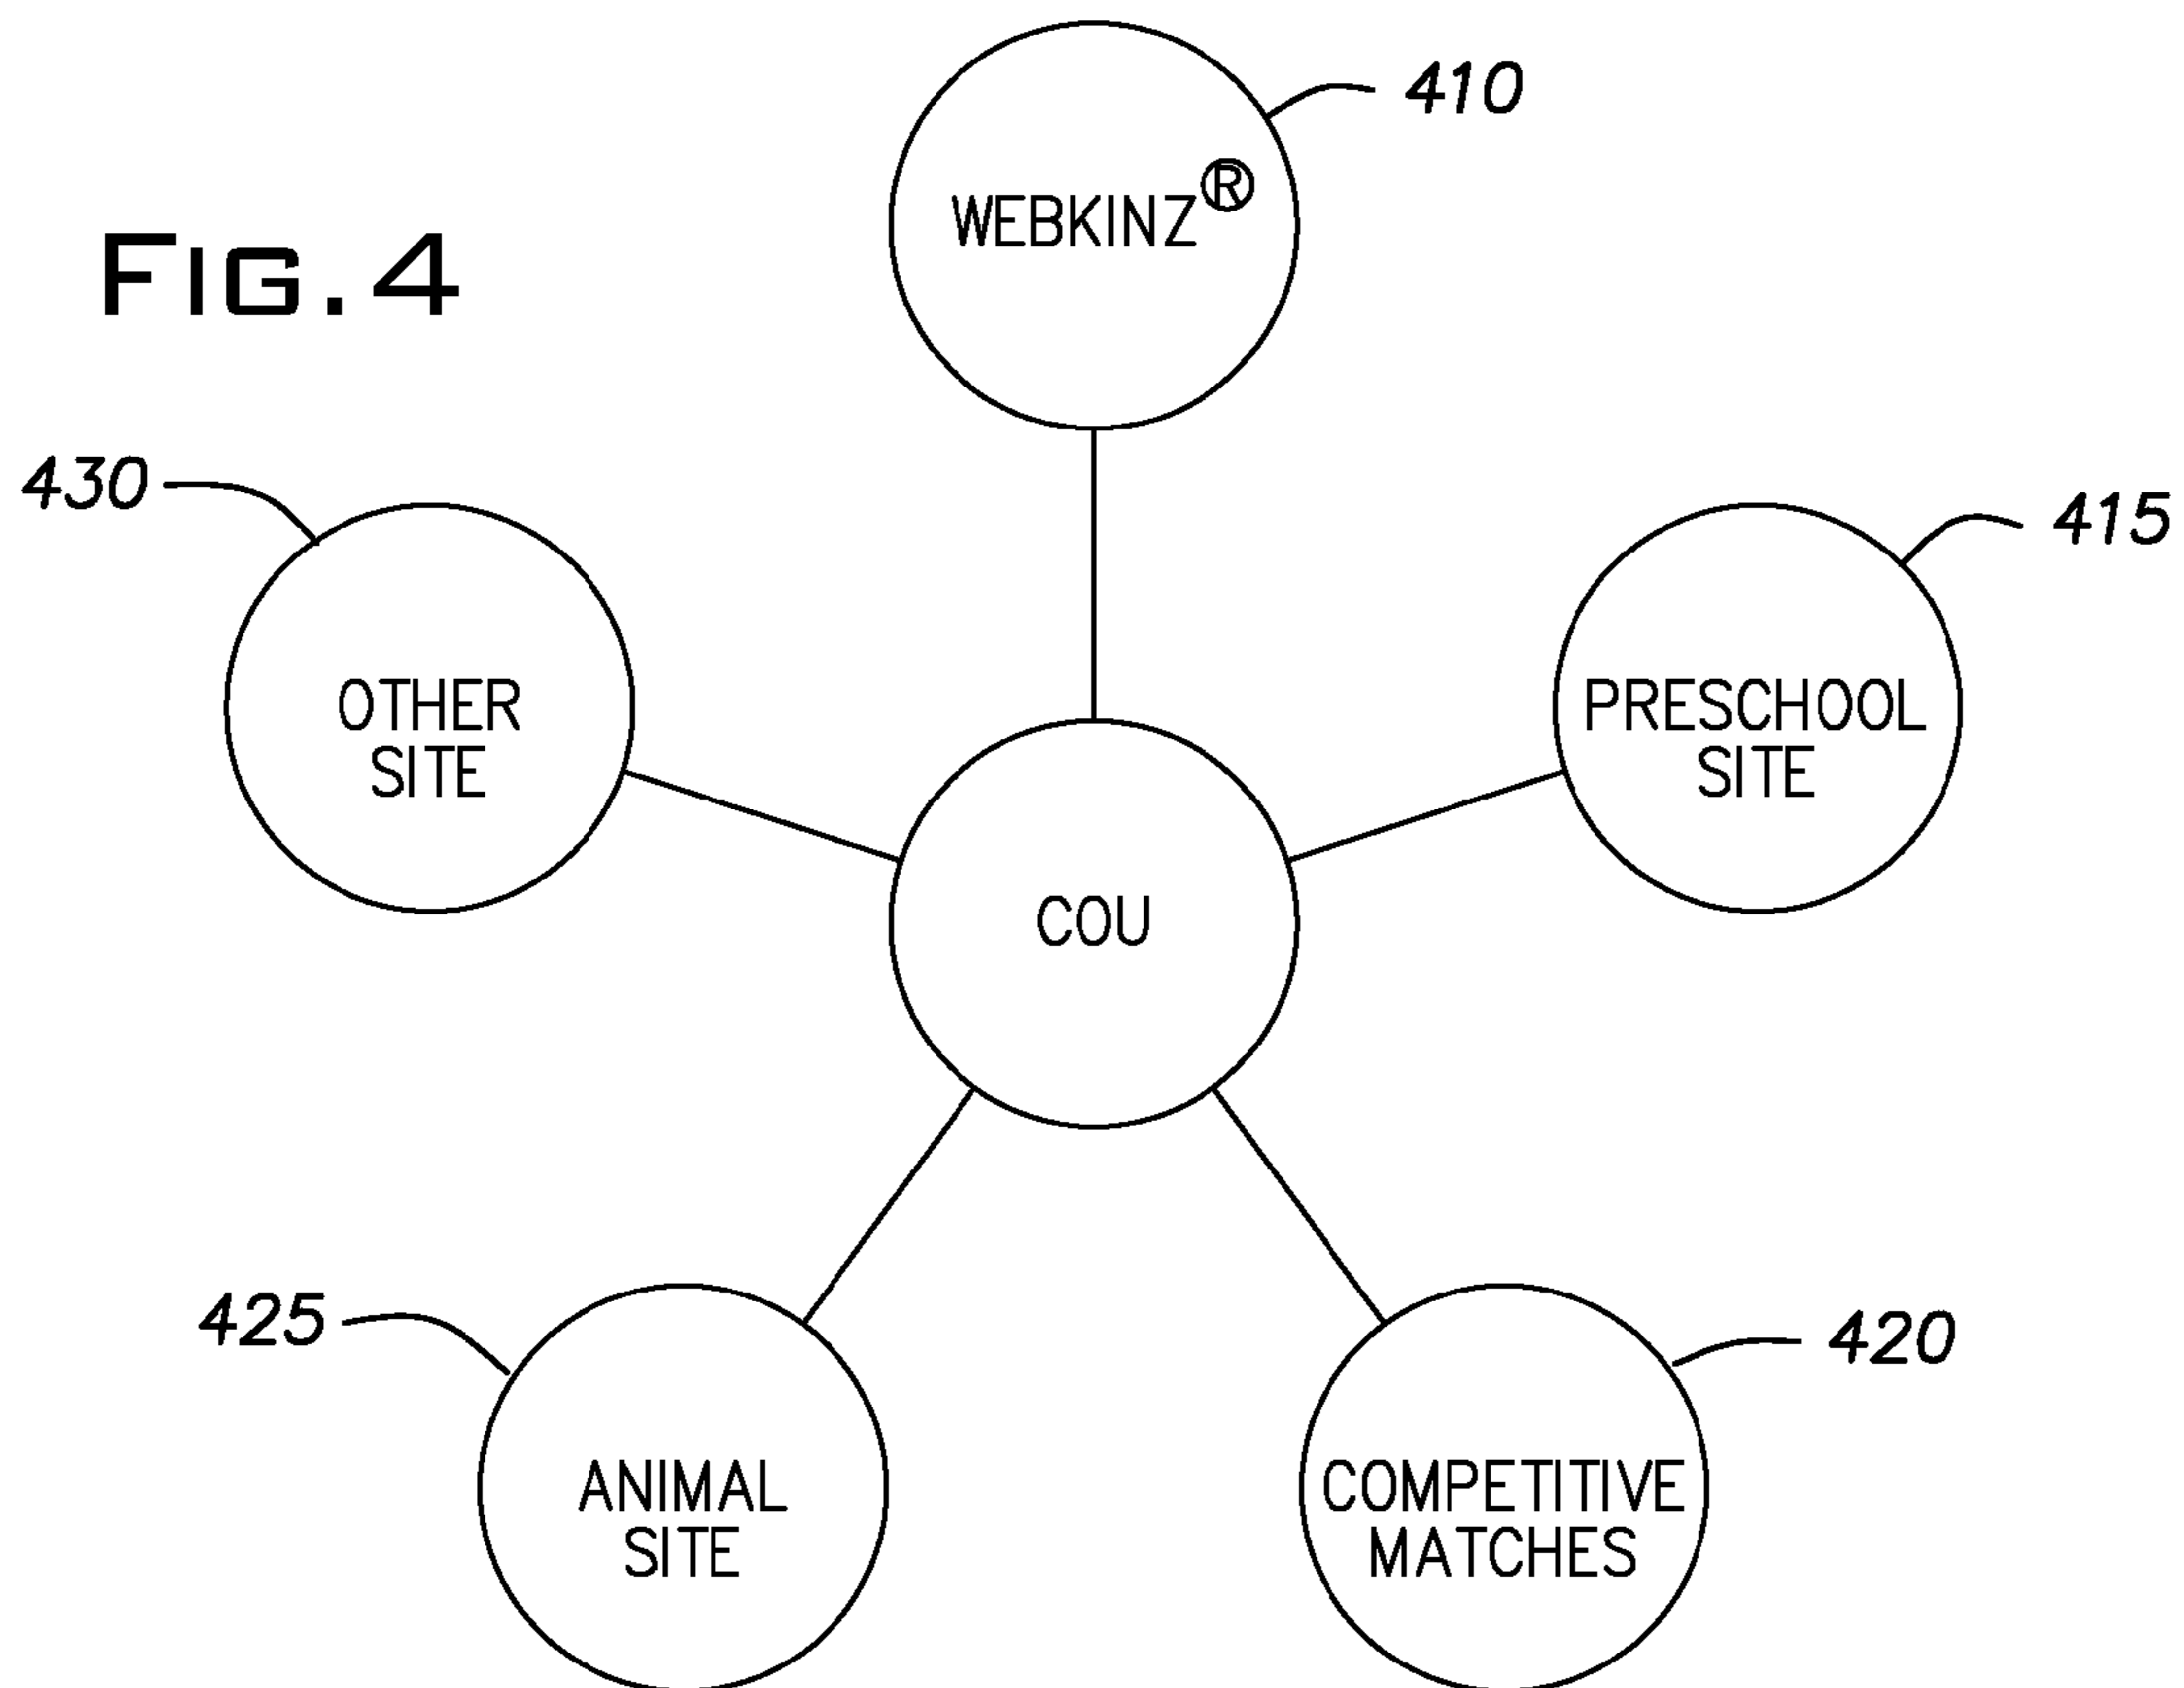 410
WEBKINZ®
FIG. 4
430
415
OTHER
SITE
PRESCHOOL
SITE
COU
425
420
ANIMAL
SITE
COMPETITIVE
MATCHES